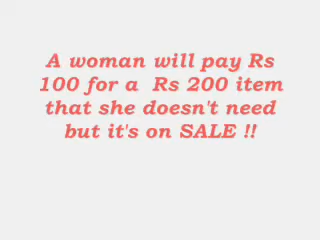 A woman will pay Rs
100 for a  Rs 200 item
that she doesn't need
but it's on SALE !!